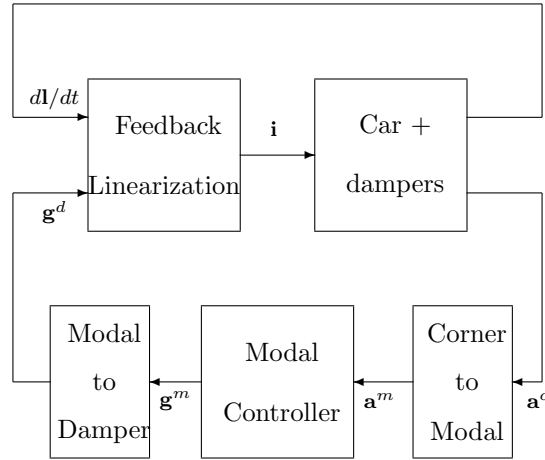 dl/dt
Feedback
Linearization
i
Car +
dampers
g^d
Modal
to
Damper
g^m
Modal
Controller
a^m
Corner
to
Modal
a^c